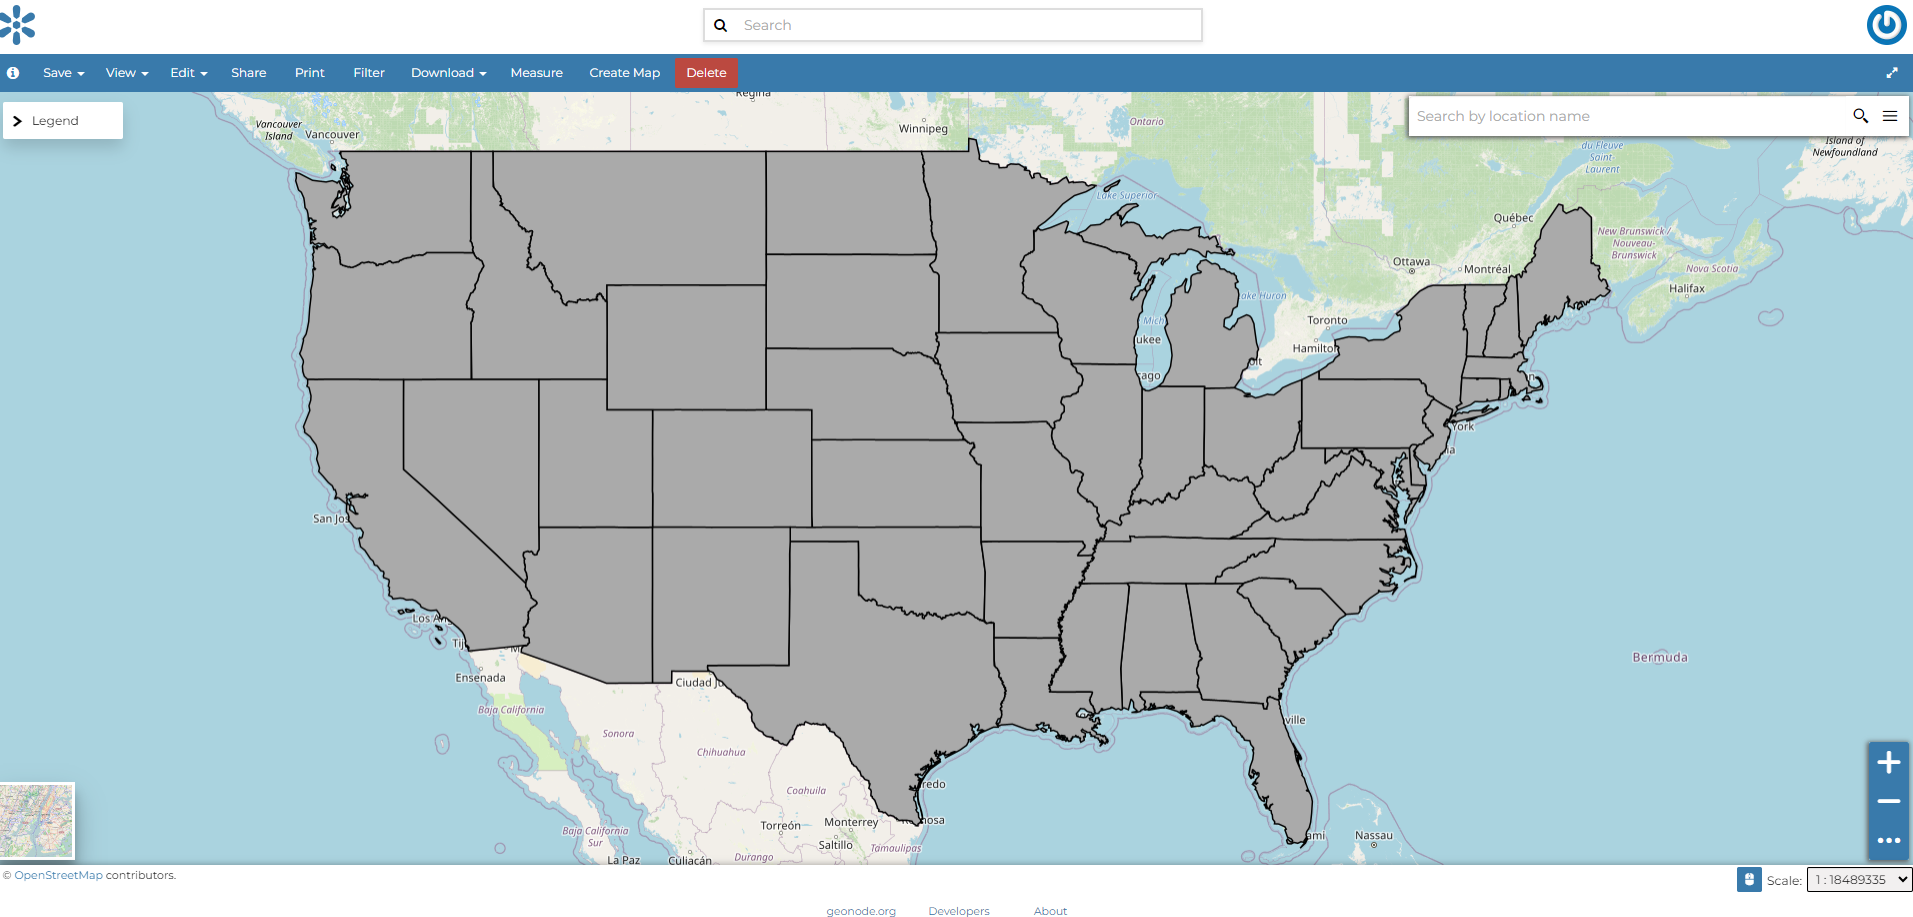 Search
Save
View
Edit
Share
Print
Filter
Download
Measure
Create Map
Delete
Legend
Search by location name
Regina
Vancouver
Island
Vancouver
Winnipeg
Ontario
Island of
Newfoundland
du Fleuve
Saint-
Laurent
Lake Superior
Québec
New Brunswick /
Nouveau-
Brunswick
Ottawa
Montréal
Nova Scotia
Halifax
ake Huron
Toronto
Mich
Hamilton
ukee
oit
sago
n
York
ia
San Jos
Los An
Tij
M
Ensenada
Ciudad Ju
Bermuda
Baja California
Sonora
Chihuahua
ville
redo
Coahuila
Torreón
Monterrey
nosa
Saltillo
Tamaulipas
Baja California
Sur
La Paz
Culiacán
Durango
ami
Nassau
© OpenStreetMap contributors.
Scale:
1 : 18489335
geonode.org
Developers
About